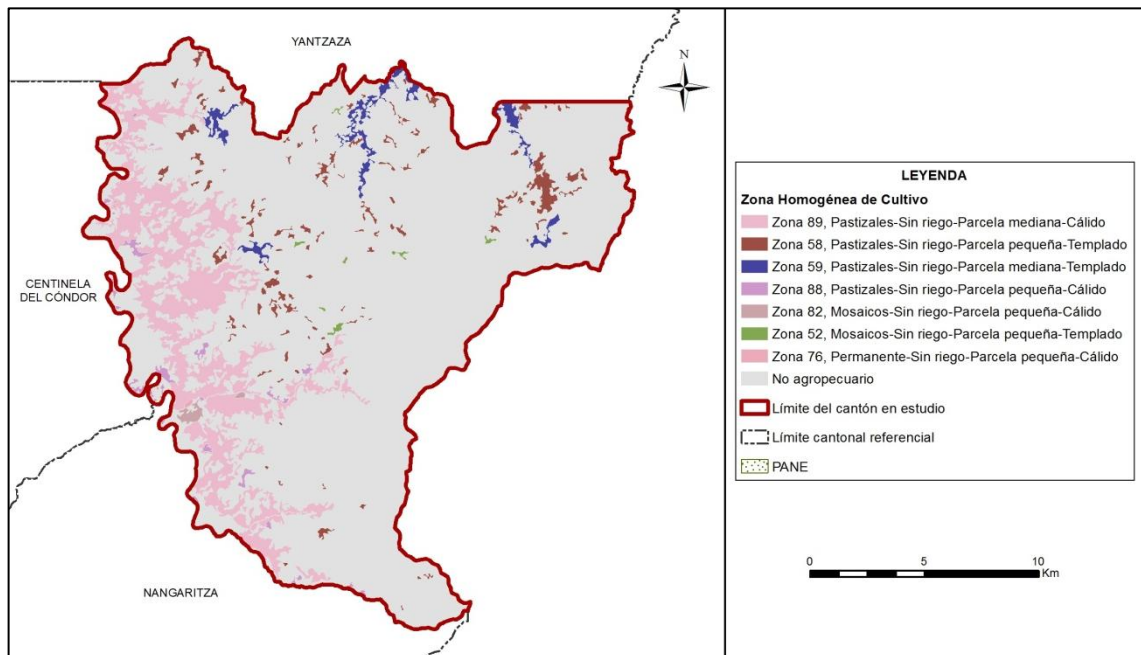 YANTZAZA
N
CENTINELA
DEL CÓNDOR
NANGARITZA
LEYENDA
Zona Homogénea de Cultivo
Zona 89, Pastizales-Sin riego-Parcela mediana-Cálido
Zona 58, Pastizales-Sin riego-Parcela pequeña-Templado
Zona 59, Pastizales-Sin riego-Parcela mediana-Templado
Zona 88, Pastizales-Sin riego-Parcela pequeña-Cálido
Zona 82, Mosaicos-Sin riego-Parcela pequeña-Cálido
Zona 52, Mosaicos-Sin riego-Parcela pequeña-Templado
Zona 76, Permanente-Sin riego-Parcela pequeña-Cálido
No agropecuario
Límite del cantón en estudio
Límite cantonal referencial
PANE
0 5 10
Km